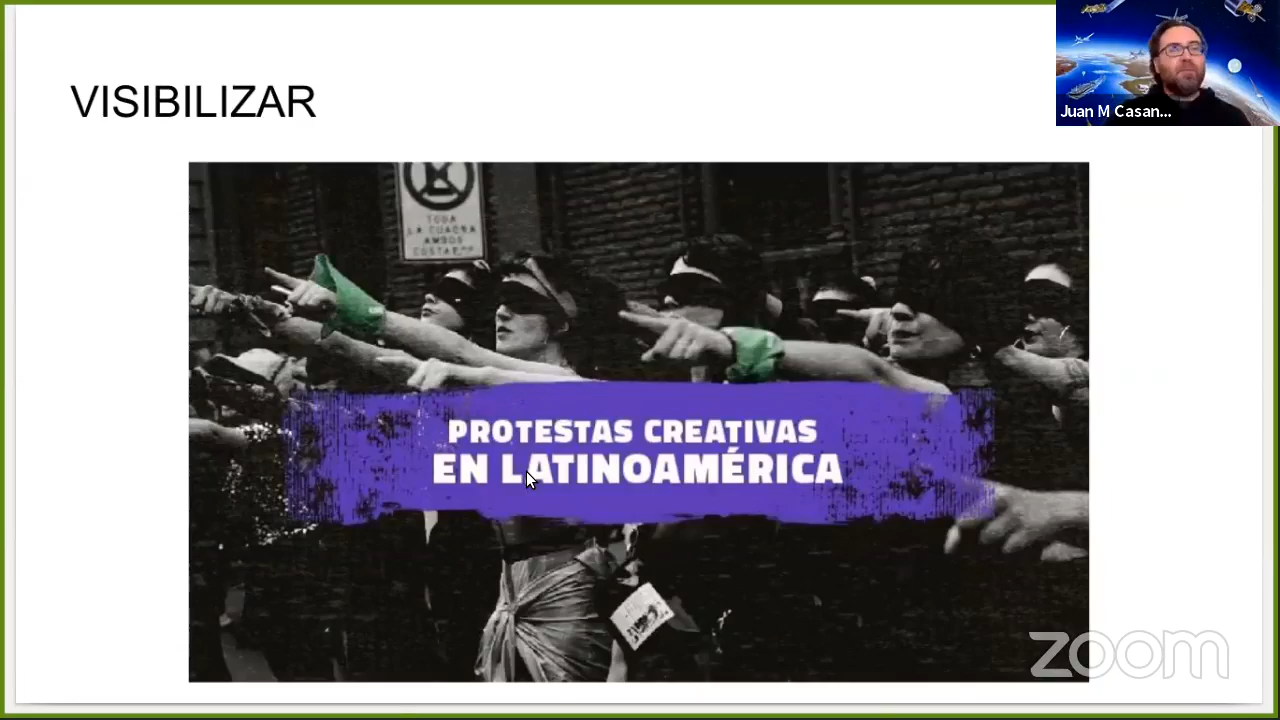 VISIBILIZAR
Juan M Casan...
TODA
LA CUADRA
AMBOS
PROTESTAS CREATIVAS
EN LATINOAMÉRICA
zoom